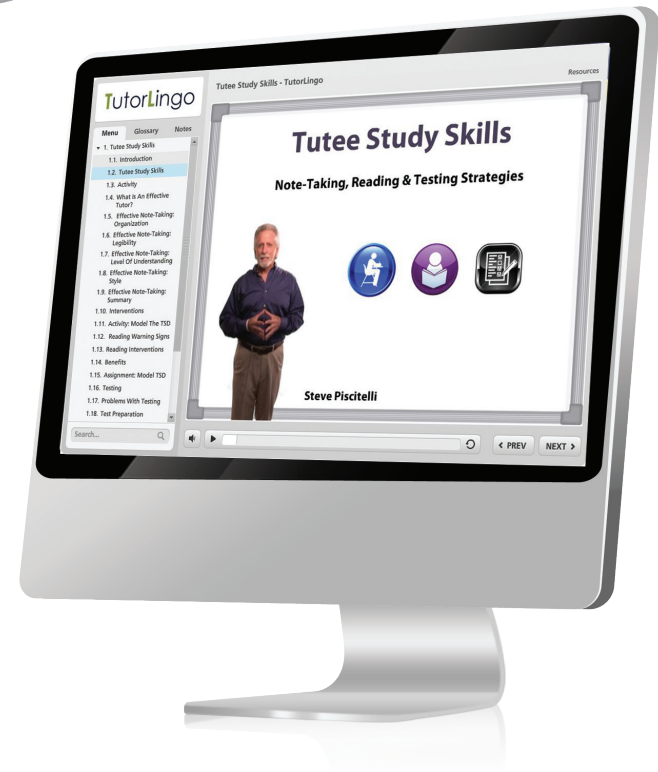 TutorLingo
Tutee Study Skills - TutorLingo
Resources
Menu Glossary Notes
1. Tutee Study Skills
1.1. Introduction
1.2. Tutee Study Skills
1.3. Activity
1.4. What Is An Effective
Tutor?
1.5. Effective Note-Taking:
Organization
1.6. Effective Note-Taking:
Legibility
1.7. Effective Note-Taking:
Level Of Understanding
1.8. Effective Note-Taking:
Style
1.9. Effective Note-Taking:
Summary
1.10. Interventions
1.11. Activity: Model The TSD
1.12. Reading Warning Signs
1.13. Reading Interventions
1.14. Benefits
1.15. Assignment: Model TSD
1.16. Testing
1.17. Problems With Testing
1.18. Test Preparation
Search...
Tutee Study Skills
Note-Taking, Reading & Testing Strategies
Steve Piscitelli
PREV NEXT